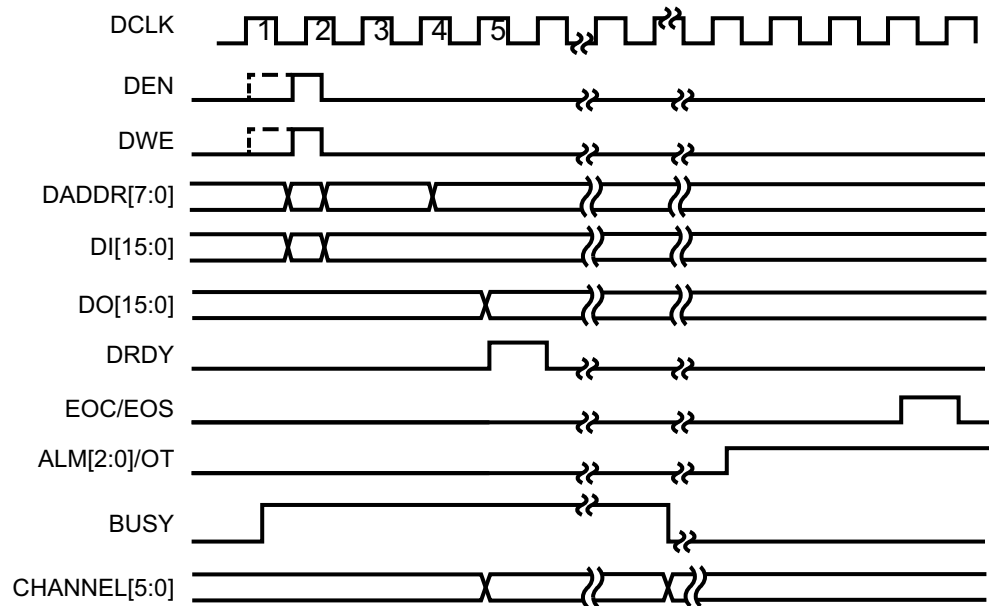 DCLK 1 2 3 4 5
DEN
DWE
DADDR[7:0]
DI[15:0]
DO[15:0]
DRDY
EOC/EOS
ALM[2:0]/OT
BUSY
CHANNEL[5:0]